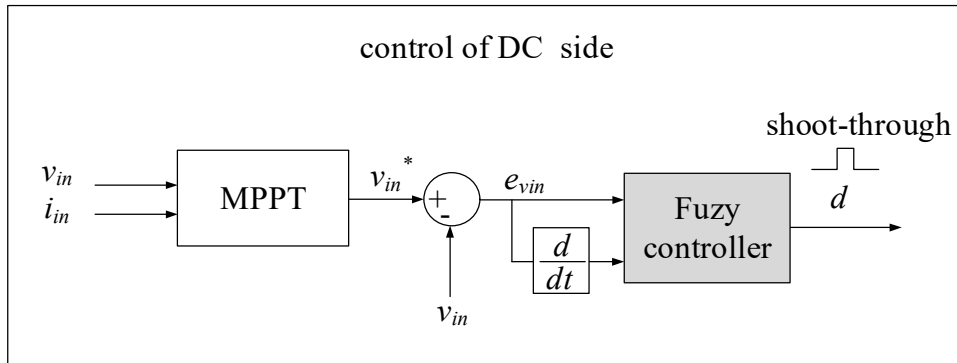 control of DC side
shoot-through
v_in
i_in
MPPT
v_in*
+
-
v_in
e_vin
d
dt
Fuzy
controller
d